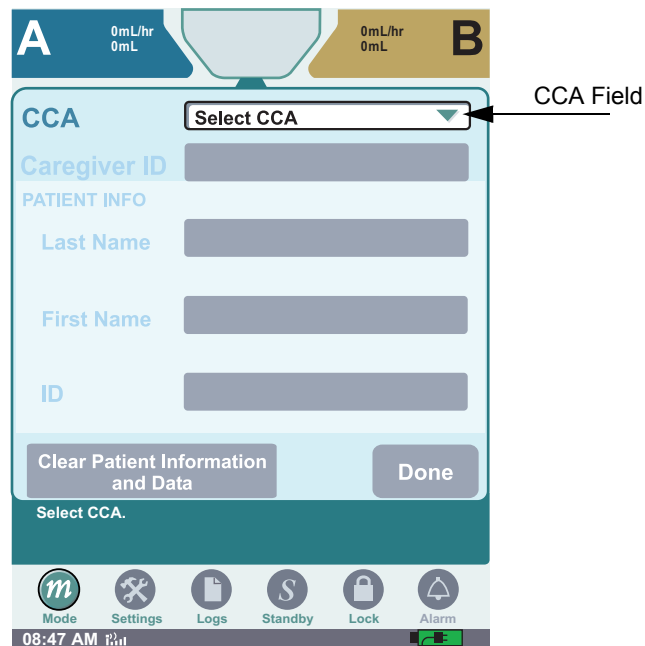 A
0mL/hr
0mL
0mL/hr
0mL
B
CCA Field
CCA
Select CCA
Caregiver ID
PATIENT INFO
Last Name
First Name
ID
Clear Patient Information
and Data
Done
Select CCA.
m
S
Mode Settings Logs Standby Lock Alarm
08:47 AM